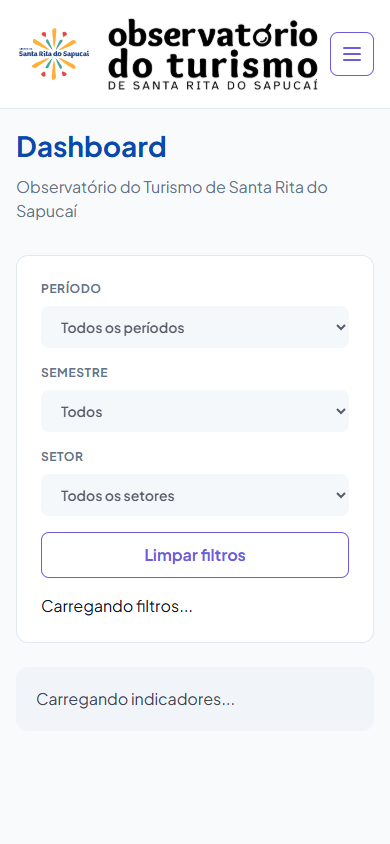 Santa Rita do Sapucaí
observatório
do turismo
DE SANTA RITA DO SAPUCAÍ
Dashboard
Observatório do Turismo de Santa Rita do
Sapucaí
PERÍODO
Todos os períodos
SEMESTRE
Todos
SETOR
Todos os setores
Limpar filtros
Carregando filtros...
Carregando indicadores...